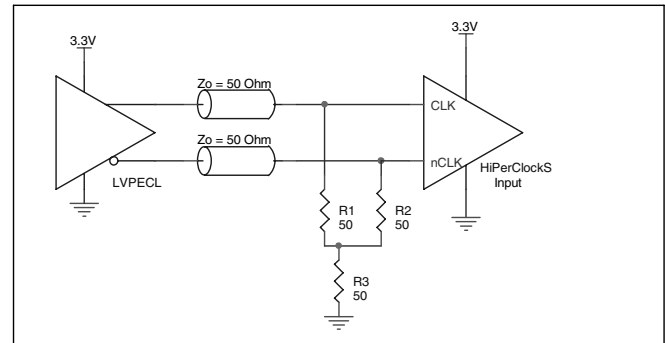 3.3V
3.3V
Zo = 50 Ohm
CLK
Zo = 50 Ohm
nCLK
LVPECL
HiPerClockS
Input
R1
50
R2
50
R3
50